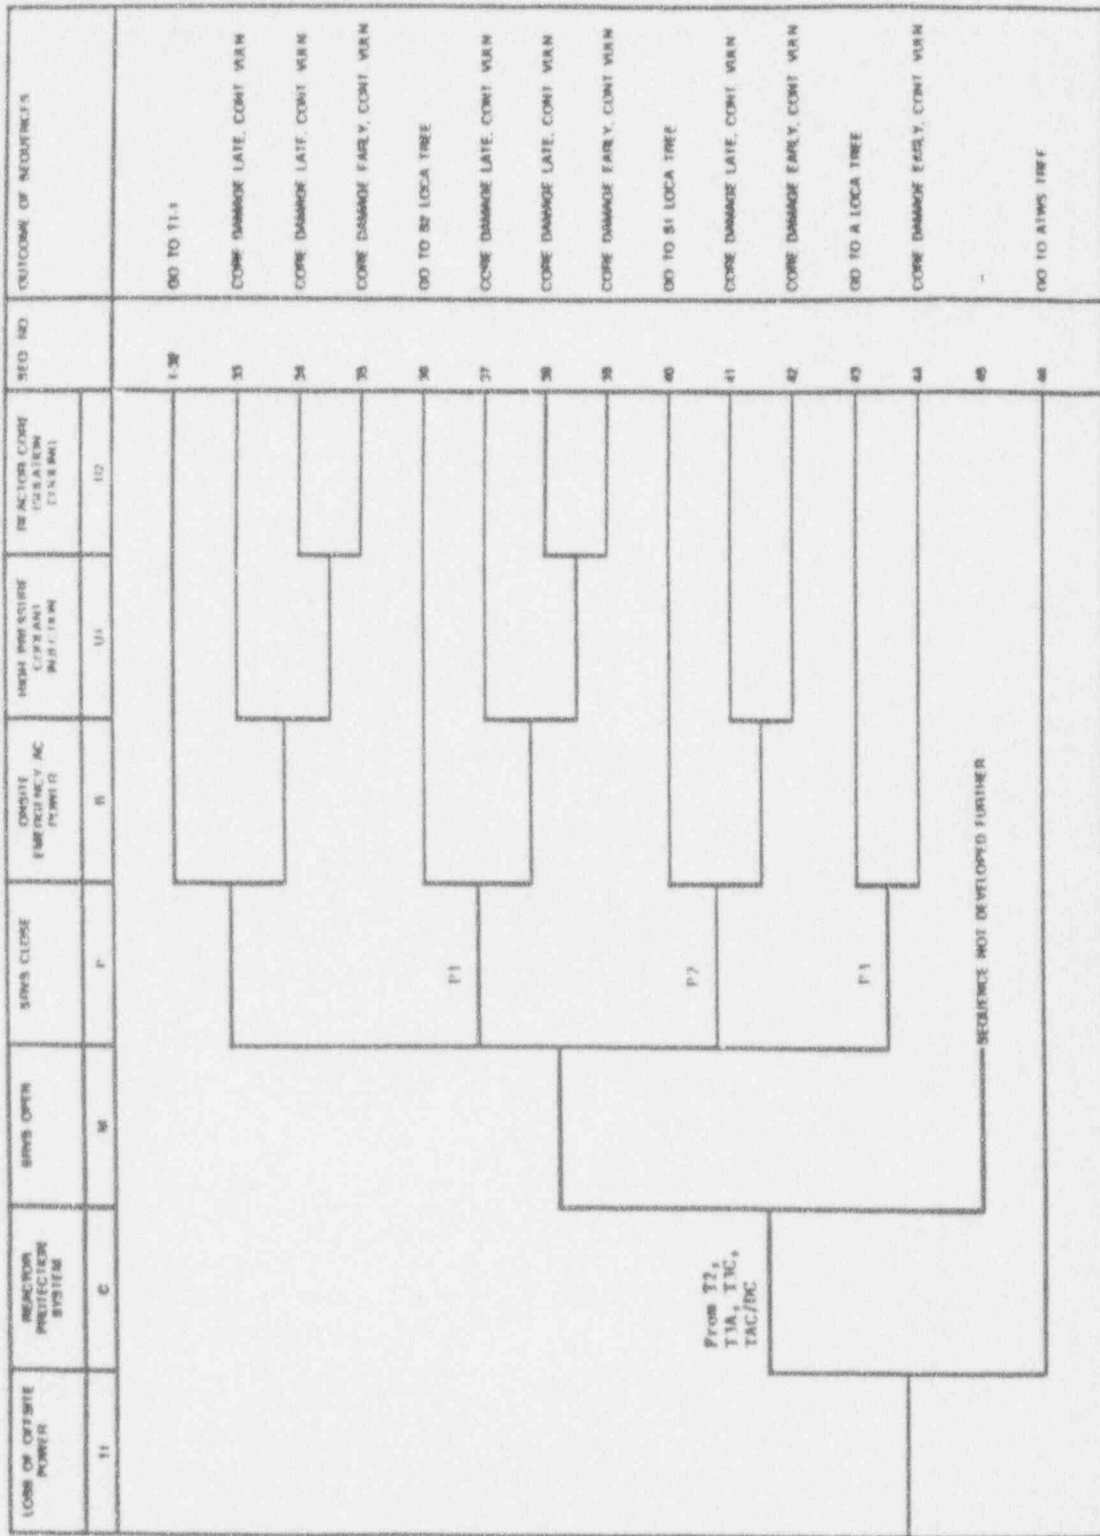 LOSS OF OFFSITE
POWER
T1
REACTOR
PROTECTION
SYSTEM
C
SRVS OPEN
M
SRVS CLOSE
P
ONSITE
EMERGENCY AC
POWER
B
HIGH PRESSURE
COOLANT
INJECTION
U1
REACTOR CORE
ISOLATION
COOLING
U2
SEQ NO
OUTCOME OF SEQUENCES
GO TO T1-1
33 CORE DAMAGE LATE, CONT VULN
34 CORE DAMAGE LATE, CONT VULN
35 CORE DAMAGE EARLY, CONT VULN
36 GO TO S2 LOCA TREE
37 CORE DAMAGE LATE, CONT VULN
38 CORE DAMAGE LATE, CONT VULN
39 CORE DAMAGE EARLY, CONT VULN
40 GO TO S1 LOCA TREE
41 CORE DAMAGE LATE, CONT VULN
42 CORE DAMAGE EARLY, CONT VULN
43 GO TO A LOCA TREE
44 CORE DAMAGE EARLY, CONT VULN
45
46 GO TO ATWS TREE
P1
P2
P3
SEQUENCE NOT DEVELOPED FURTHER
From T2,
T3A, T3C,
TAC/DC